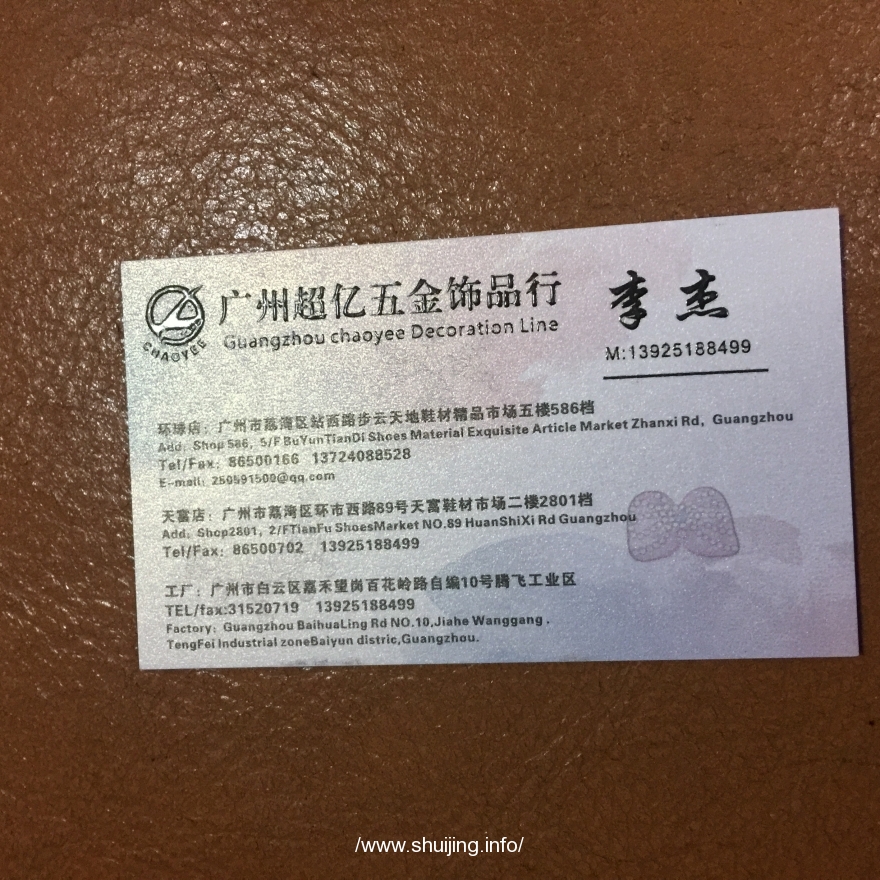 广州超亿五金饰品行
Guangzhou chaoyee Decoration Line
CHAOYEE
李杰
M:13925188499
环球店：广州市荔湾区站西路步云天地鞋材精品市场五楼586档
Add: Shop 586, 5/F BuYunTianDi Shoes Material Exquisite Article Market Zhanxi Rd, Guangzhou
Tel/Fax: 86500166 13724088528
E-mail: 250591500@qq.com
天富店：广州市荔湾区环市西路89号天富鞋材市场二楼2801档
Add: Shop2801, 2/FTianFu ShoesMarket NO.89 HuanShiXi Rd Guangzhou
Tel/Fax: 86500702 13925188499
工厂：广州市白云区嘉禾望岗百花岭路自编10号腾飞工业区
TEL/fax:31520719 13925188499
Factory: Guangzhou BaihuaLing Rd NO.10,Jiahe Wanggang .
TengFei Industrial zoneBaiyun distric,Guangzhou.
/www.shuijing.info/